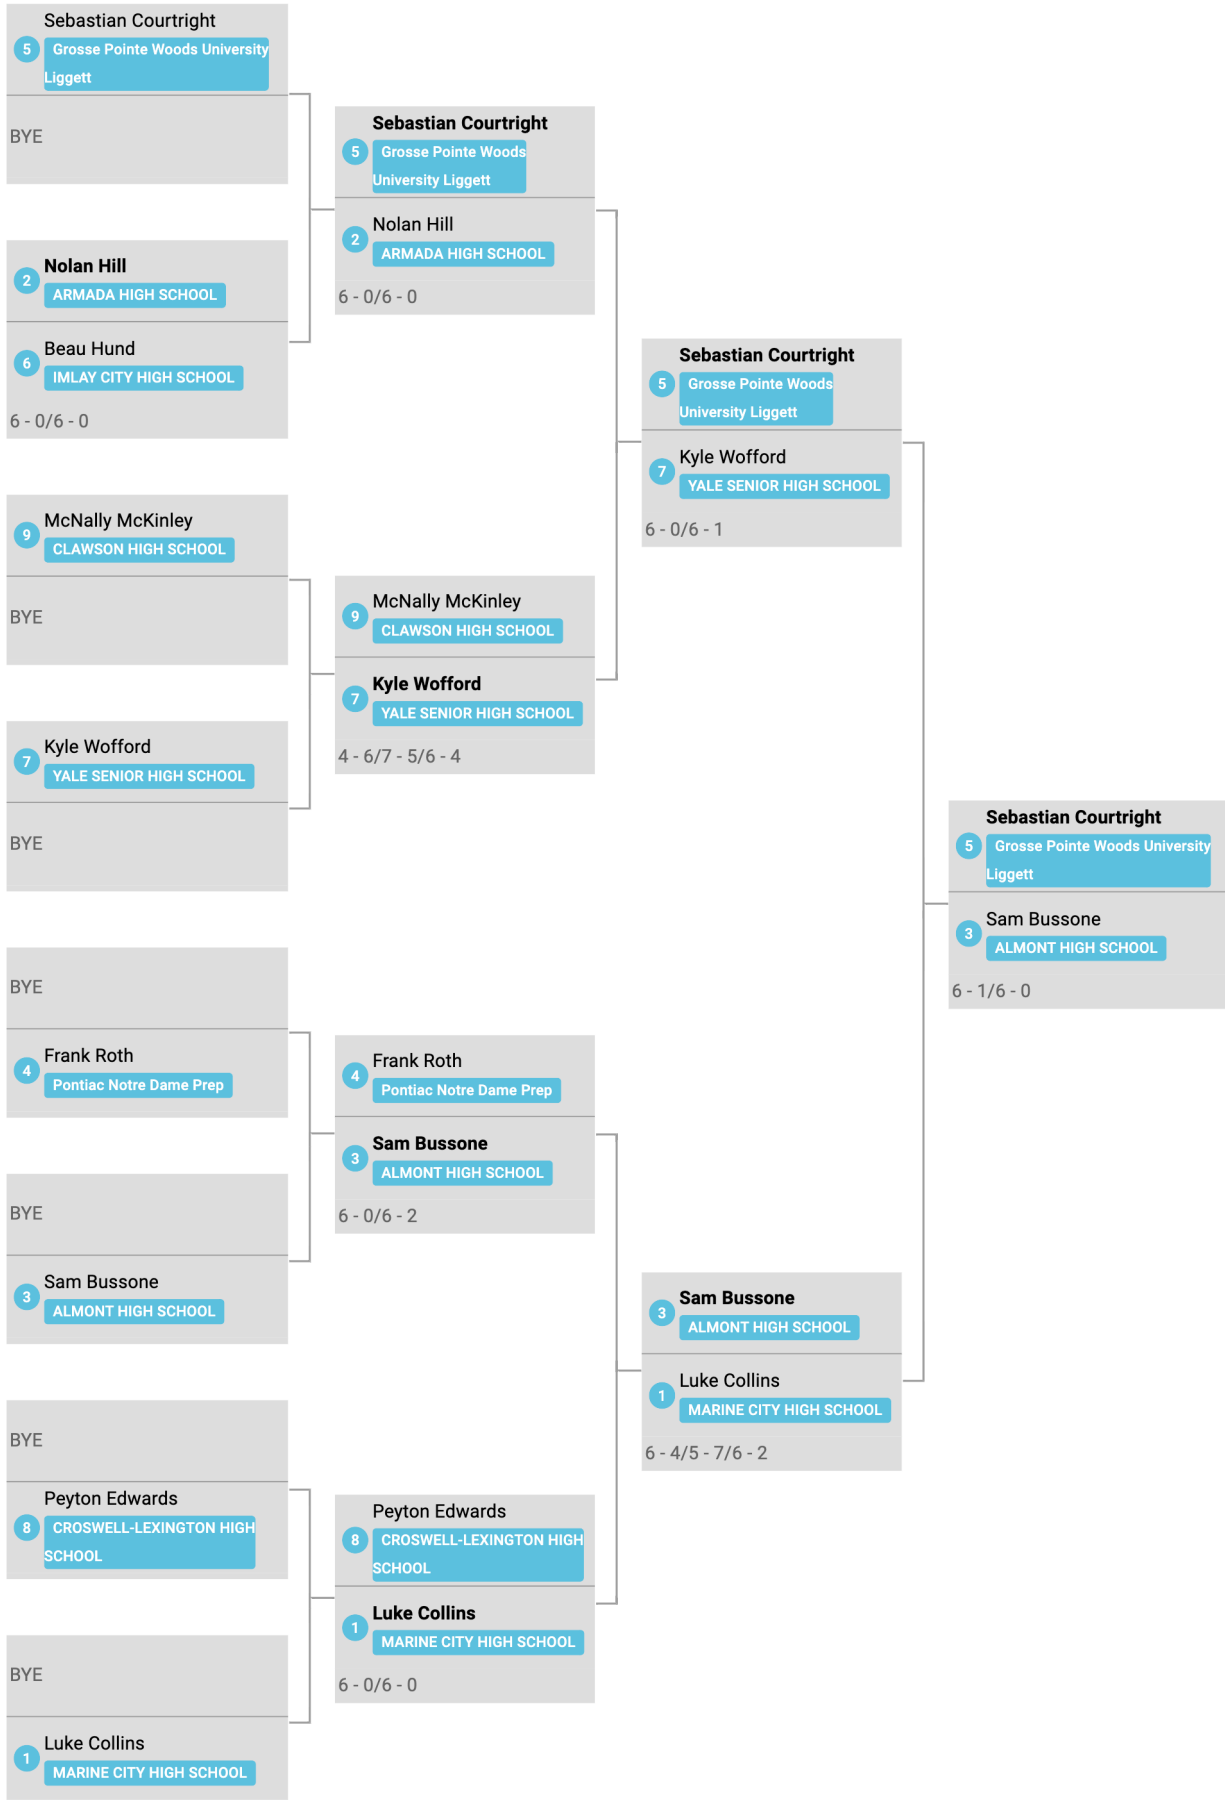 Sebastian Courtright
5
Grosse Pointe Woods University
Liggett
BYE
Nolan Hill
2
ARMADA HIGH SCHOOL
Beau Hund
6
IMLAY CITY HIGH SCHOOL
6 - 0/6 - 0
McNally McKinley
9
CLAWSON HIGH SCHOOL
BYE
Kyle Wofford
7
YALE SENIOR HIGH SCHOOL
BYE
BYE
Frank Roth
4
Pontiac Notre Dame Prep
BYE
Sam Bussone
3
ALMONT HIGH SCHOOL
BYE
Peyton Edwards
8
CROSWELL-LEXINGTON HIGH
SCHOOL
BYE
Luke Collins
1
MARINE CITY HIGH SCHOOL
Sebastian Courtright
5
Grosse Pointe Woods
University Liggett
Nolan Hill
2
ARMADA HIGH SCHOOL
6 - 0/6 - 0
McNally McKinley
9
CLAWSON HIGH SCHOOL
Kyle Wofford
7
YALE SENIOR HIGH SCHOOL
4 - 6/7 - 5/6 - 4
Frank Roth
4
Pontiac Notre Dame Prep
Sam Bussone
3
ALMONT HIGH SCHOOL
6 - 0/6 - 2
Peyton Edwards
8
CROSWELL-LEXINGTON HIGH
SCHOOL
Luke Collins
1
MARINE CITY HIGH SCHOOL
6 - 0/6 - 0
Sebastian Courtright
5
Grosse Pointe Woods
University Liggett
Kyle Wofford
7
YALE SENIOR HIGH SCHOOL
6 - 0/6 - 1
Sam Bussone
3
ALMONT HIGH SCHOOL
Luke Collins
1
MARINE CITY HIGH SCHOOL
6 - 4/5 - 7/6 - 2
Sebastian Courtright
5
Grosse Pointe Woods University
Liggett
Sam Bussone
3
ALMONT HIGH SCHOOL
6 - 1/6 - 0